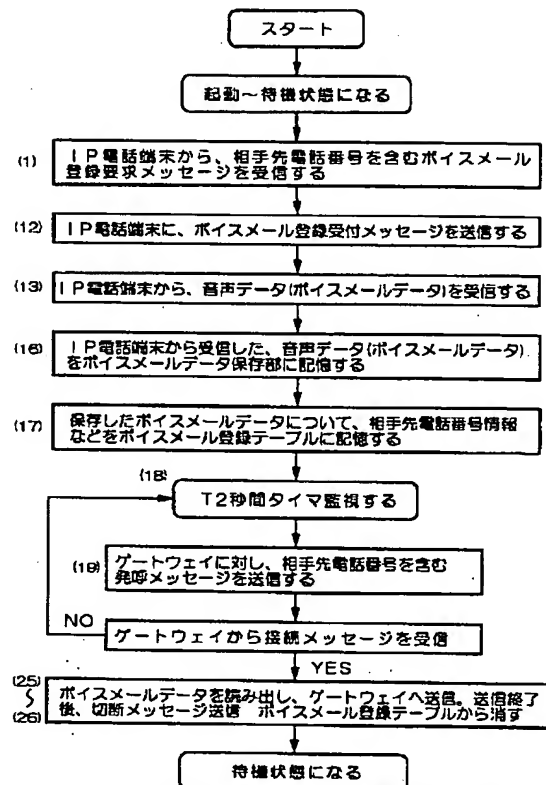 スタート
起動～待機状態になる
(1)
IP電話端末から、相手先電話番号を含むボイスメール
登録要求メッセージを受信する
(12)
IP電話端末に、ボイスメール登録受付メッセージを送信する
(13)
IP電話端末から、音声データ(ボイスメールデータ)を受信する
(16)
IP電話端末から受信した、音声データ(ボイスメールデータ)
をボイスメールデータ保存部に記憶する
(17)
保存したボイスメールデータについて、相手先電話番号情報
などをボイスメール登録テーブルに記憶する
(18)
T2秒間タイマ監視する
(19)
ゲートウェイに対し、相手先電話番号を含む
発呼メッセージを送信する
NO
ゲートウェイから接続メッセージを受信
YES
(25)
～
(26)
ボイスメールデータを読み出し、ゲートウェイへ送信。送信終了
後、切断メッセージ送信 ボイスメール登録テーブルから消す
待機状態になる